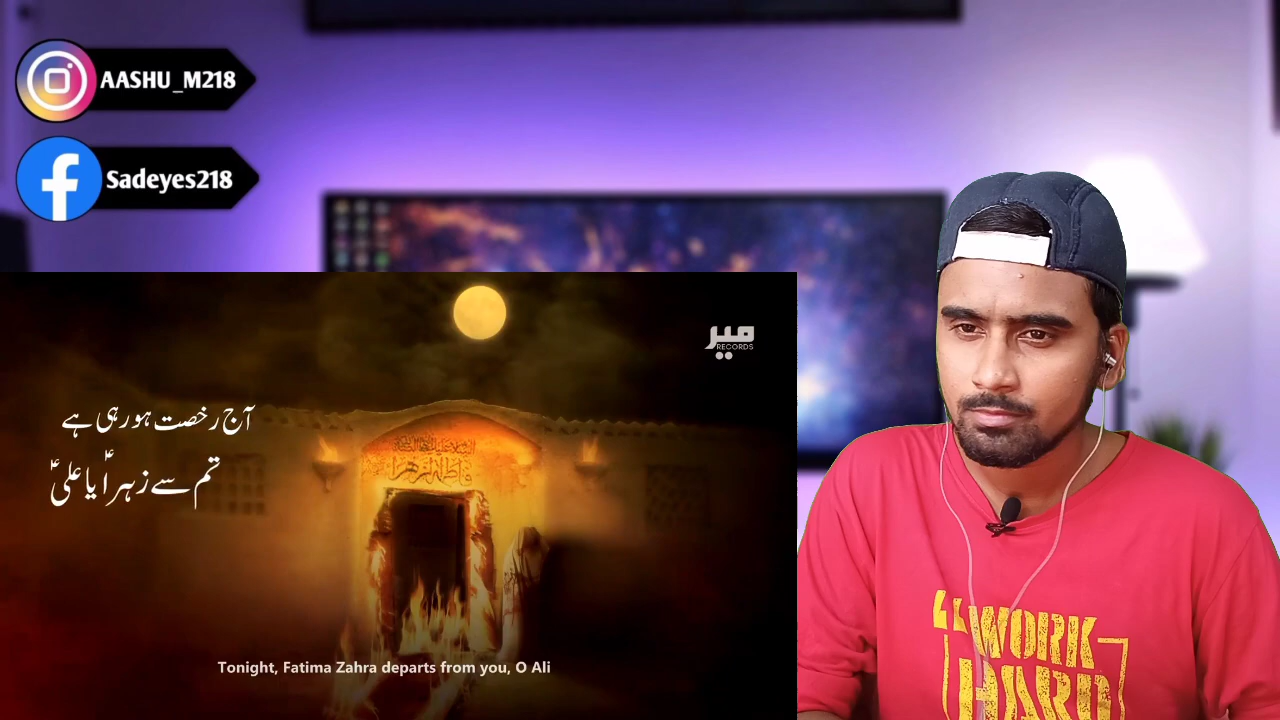 AASHU_M218
Sadeyes218
میر
RECORDS
آج رخصت ہو رہی ہے
تم سے زہراؑ یا علیؑ
Tonight, Fatima Zahra departs from you, O Ali
"WORK
HARD